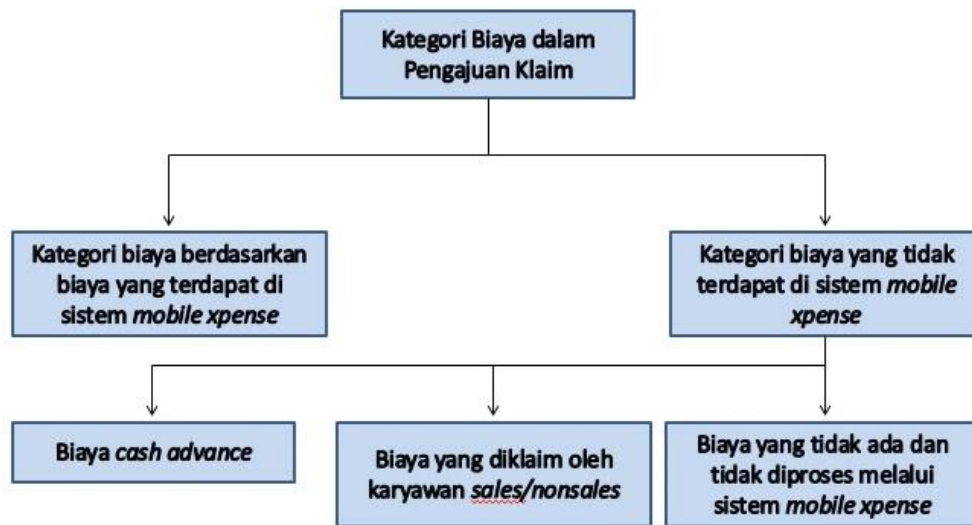 Kategori Biaya dalam
Pengajuan Klaim
Kategori biaya berdasarkan
biaya yang terdapat di
sistem mobile xpense
Kategori biaya yang tidak
terdapat di sistem mobile
xpense
Biaya cash advance
Biaya yang diklaim oleh
karyawan sales/nonsales
Biaya yang tidak ada dan
tidak diproses melalui
sistem mobile xpense